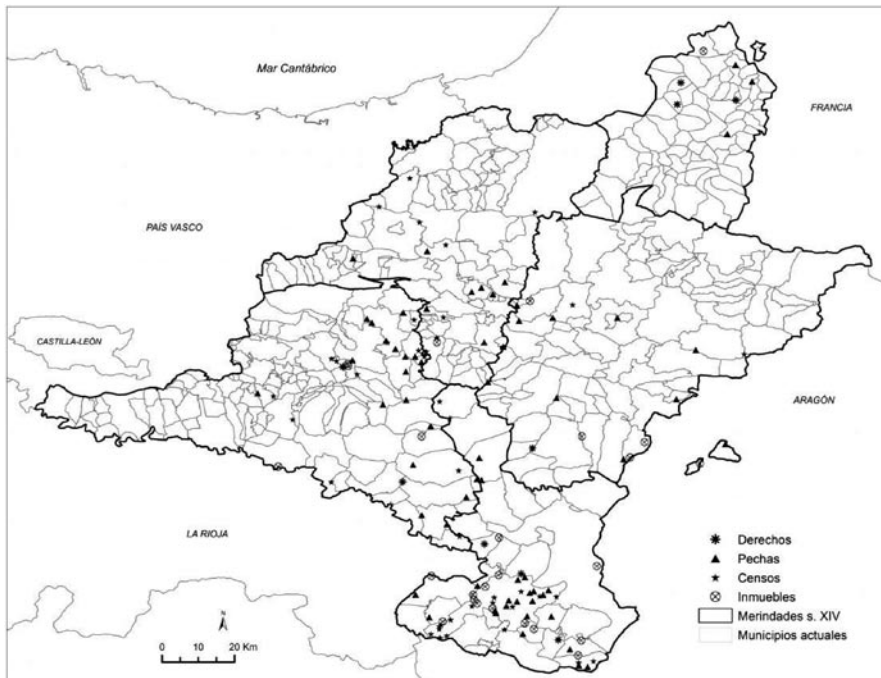 Mar Cantábrico
FRANCIA
PAÍS VASCO
CASTILLA-LEÓN
ARAGÓN
LA RIOJA
Derechos
Pechas
Censos
Inmuebles
Merindades s. XIV
Municipios actuales
N
0 10 20 Km